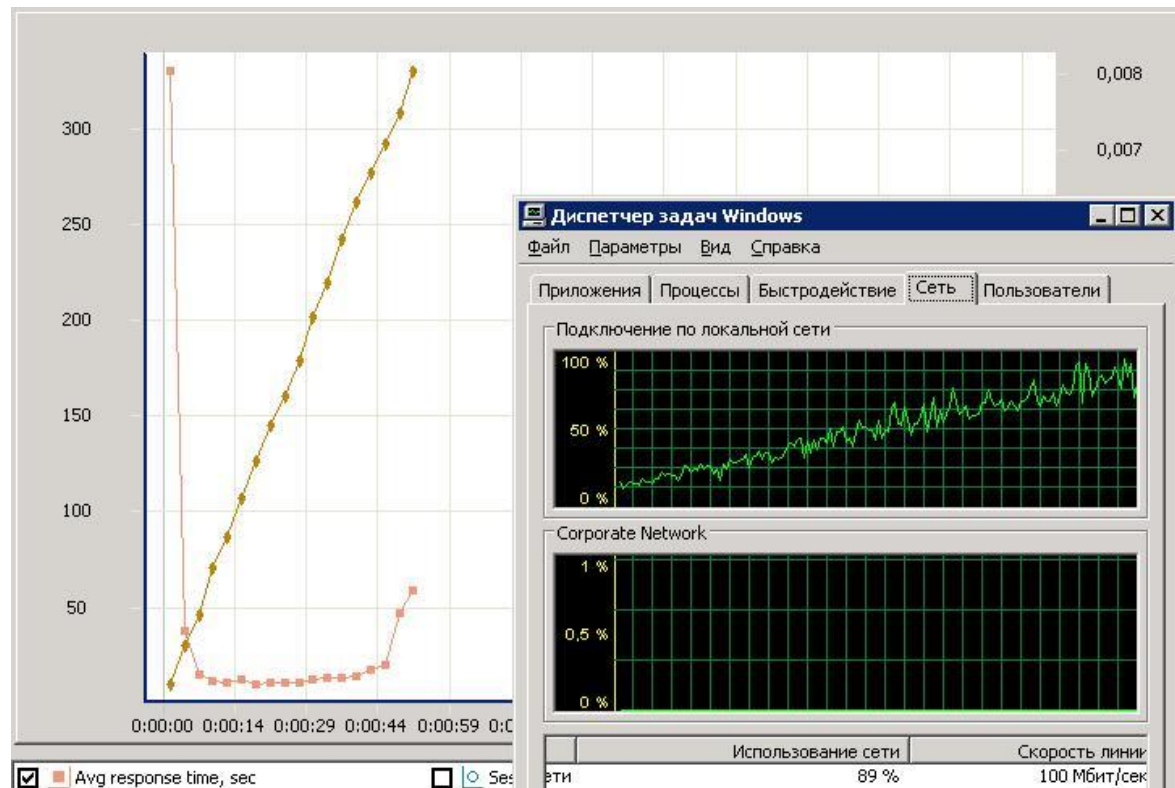 0,008
0,007
300
250
200
150
100
50
0:00:00 0:00:14 0:00:29 0:00:44 0:00:59
Avg response time, sec
Диспетчер задач Windows
Файл Параметры Вид Справка
Приложения Процессы Быстродействие Сеть Пользователи
Подключение по локальной сети
100 %
50 %
0 %
Corporate Network
1 %
0,5 %
0 %
Использование сети Скорость линии
89 % 100 Мбит/сек